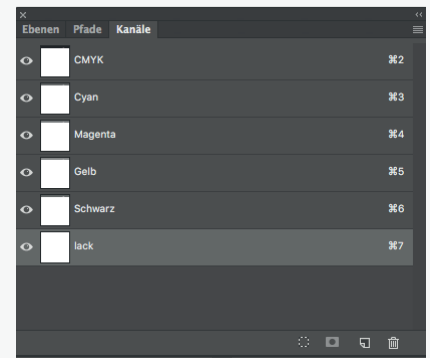 Ebenen Pfade Kanäle
CMYK ⌘2
Cyan ⌘3
Magenta ⌘4
Gelb ⌘5
Schwarz ⌘6
lack ⌘7